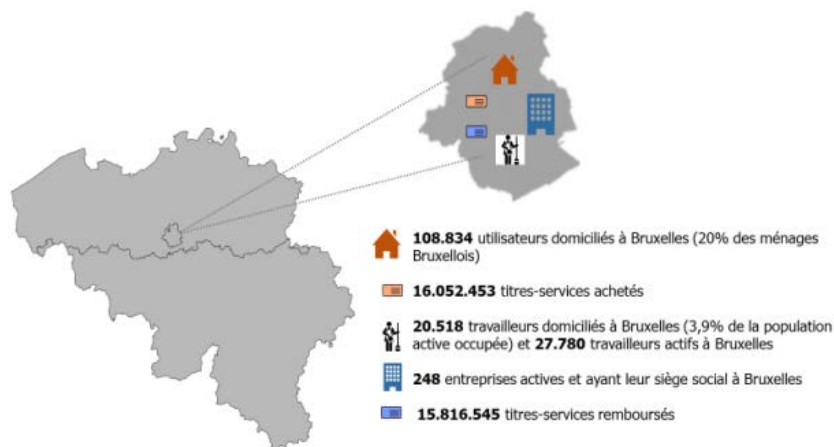 108.834 utilisateurs domiciliés à Bruxelles (20% des ménages
Bruxellois)
16.052.453 titres-services achetés
20.518 travailleurs domiciliés à Bruxelles (3,9% de la population
active occupée) et 27.780 travailleurs actifs à Bruxelles
248 entreprises actives et ayant leur siège social à Bruxelles
15.816.545 titres-services remboursés